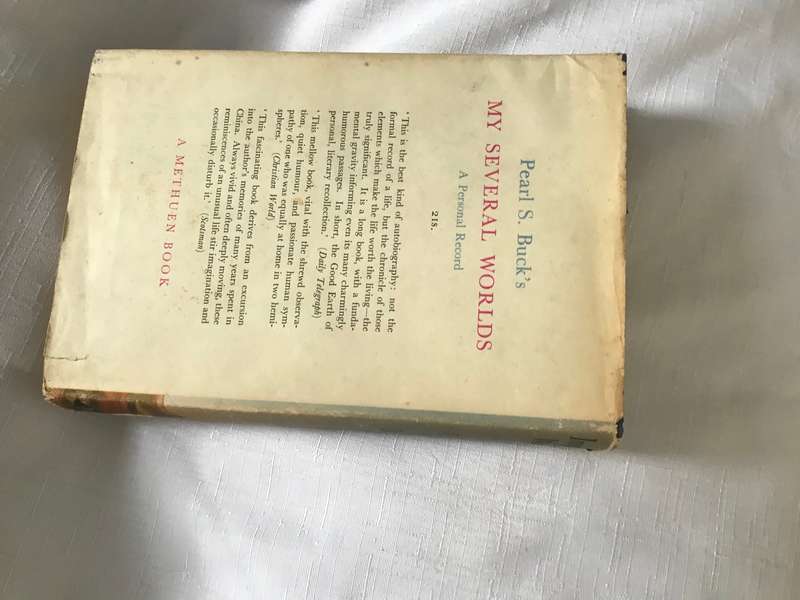 Pearl S. Buck's
MY SEVERAL WORLDS
A Personal Record
21s.
‘This is the best kind of autobiography: not the
formal record of a life, but the chronicle of those
elements which make the life worth the living—the
truly significant. It is a long book, with a funda-
mental gravity informing even its many charmingly
humorous passages. In short, the Good Earth of
personal, literary recollection.’ (Daily Telegraph)
‘This mellow book, vital with the shrewd observa-
tion, quiet humour, and passionate human sym-
pathy of one who was equally at home in two hemi-
spheres.’ (Christian World)
‘This fascinating book derives from an excursion
into the author's memories of many years spent in
China. Always vivid and often deeply moving, these
reminiscences of an unusual life stir imagination and
occasionally disturb it.’ (Scotsman)
A METHUEN BOOK